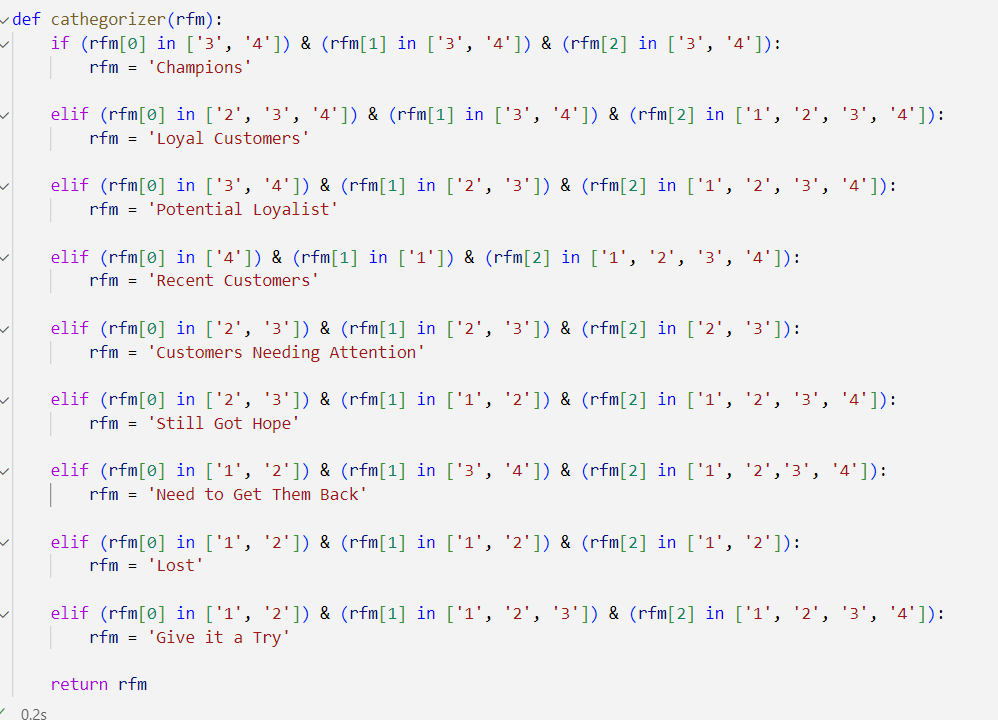 def cathegorizer(rfm):
    if (rfm[0] in ['3', '4']) & (rfm[1] in ['3', '4']) & (rfm[2] in ['3', '4']):
        rfm = 'Champions'

    elif (rfm[0] in ['2', '3', '4']) & (rfm[1] in ['3', '4']) & (rfm[2] in ['1', '2', '3', '4']):
        rfm = 'Loyal Customers'

    elif (rfm[0] in ['3', '4']) & (rfm[1] in ['2', '3']) & (rfm[2] in ['1', '2', '3', '4']):
        rfm = 'Potential Loyalist'

    elif (rfm[0] in ['4']) & (rfm[1] in ['1']) & (rfm[2] in ['1', '2', '3', '4']):
        rfm = 'Recent Customers'

    elif (rfm[0] in ['2', '3']) & (rfm[1] in ['2', '3']) & (rfm[2] in ['2', '3']):
        rfm = 'Customers Needing Attention'

    elif (rfm[0] in ['2', '3']) & (rfm[1] in ['1', '2']) & (rfm[2] in ['1', '2', '3', '4']):
        rfm = 'Still Got Hope'

    elif (rfm[0] in ['1', '2']) & (rfm[1] in ['3', '4']) & (rfm[2] in ['1', '2','3', '4']):
        rfm = 'Need to Get Them Back'

    elif (rfm[0] in ['1', '2']) & (rfm[1] in ['1', '2']) & (rfm[2] in ['1', '2']):
        rfm = 'Lost'

    elif (rfm[0] in ['1', '2']) & (rfm[1] in ['1', '2', '3']) & (rfm[2] in ['1', '2', '3', '4']):
        rfm = 'Give it a Try'

    return rfm
0.2s